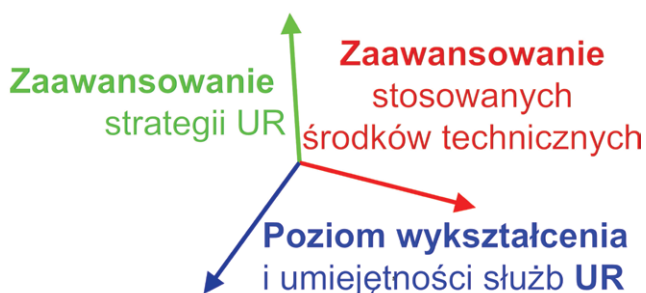 Zaawansowanie
strategii UR
Zaawansowanie
stosowanych
środków technicznych
Poziom wykształcenia
i umiejętności służb UR